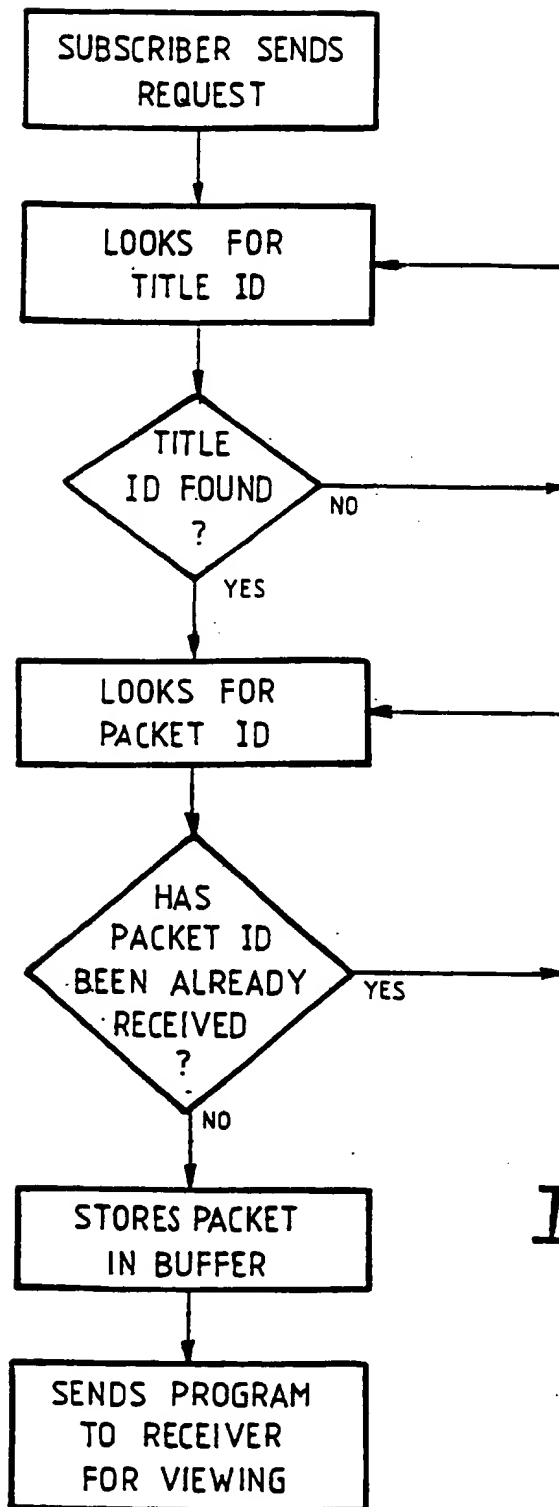 SUBSCRIBER SENDS
REQUEST
LOOKS FOR
TITLE ID
TITLE
ID FOUND
?
NO
YES
LOOKS FOR
PACKET ID
HAS
PACKET ID
BEEN ALREADY
RECEIVED
?
YES
NO
STORES PACKET
IN BUFFER
SENDS PROGRAM
TO RECEIVER
FOR VIEWING